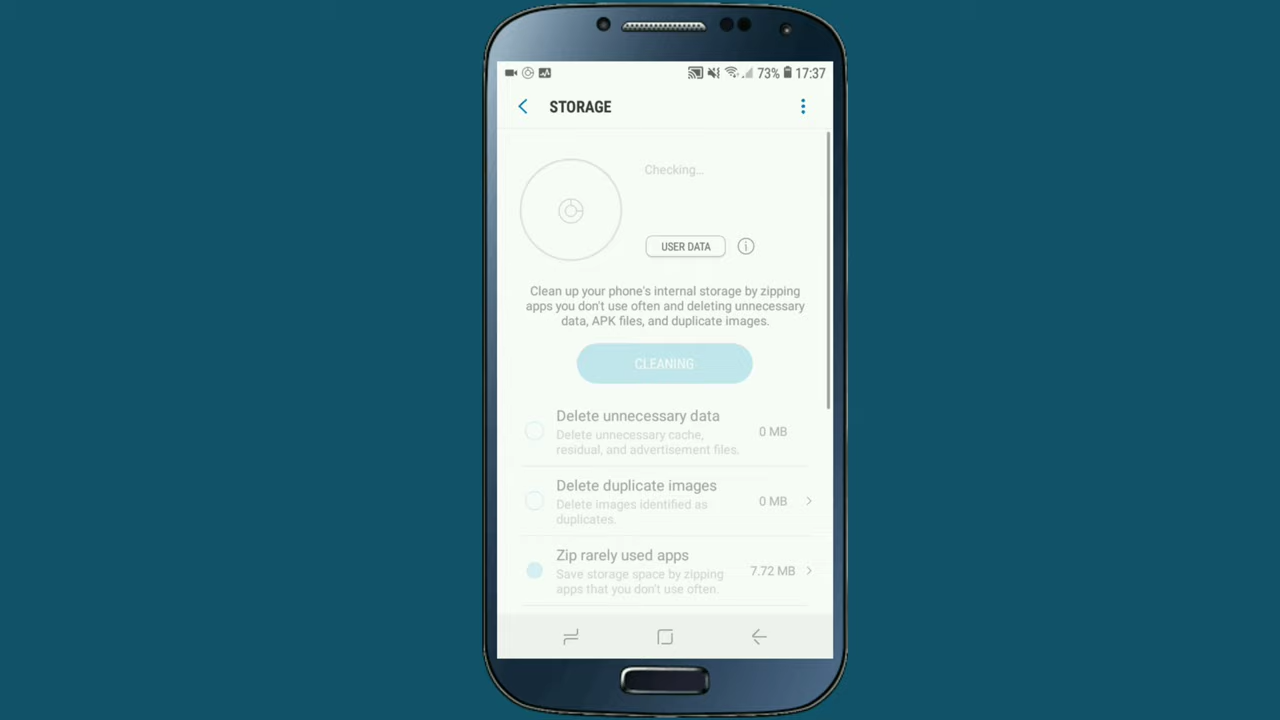 73% 17:37
STORAGE
Checking...
USER DATA
Clean up your phone's internal storage by zipping
apps you don't use often and deleting unnecessary
data, APK files, and duplicate images.
CLEANING
Delete unnecessary data
Delete unnecessary cache,
residual, and advertisement files.
0 MB
Delete duplicate images
Delete images identified as
duplicates.
0 MB
Zip rarely used apps
Save storage space by zipping
apps that you don't use often.
7.72 MB